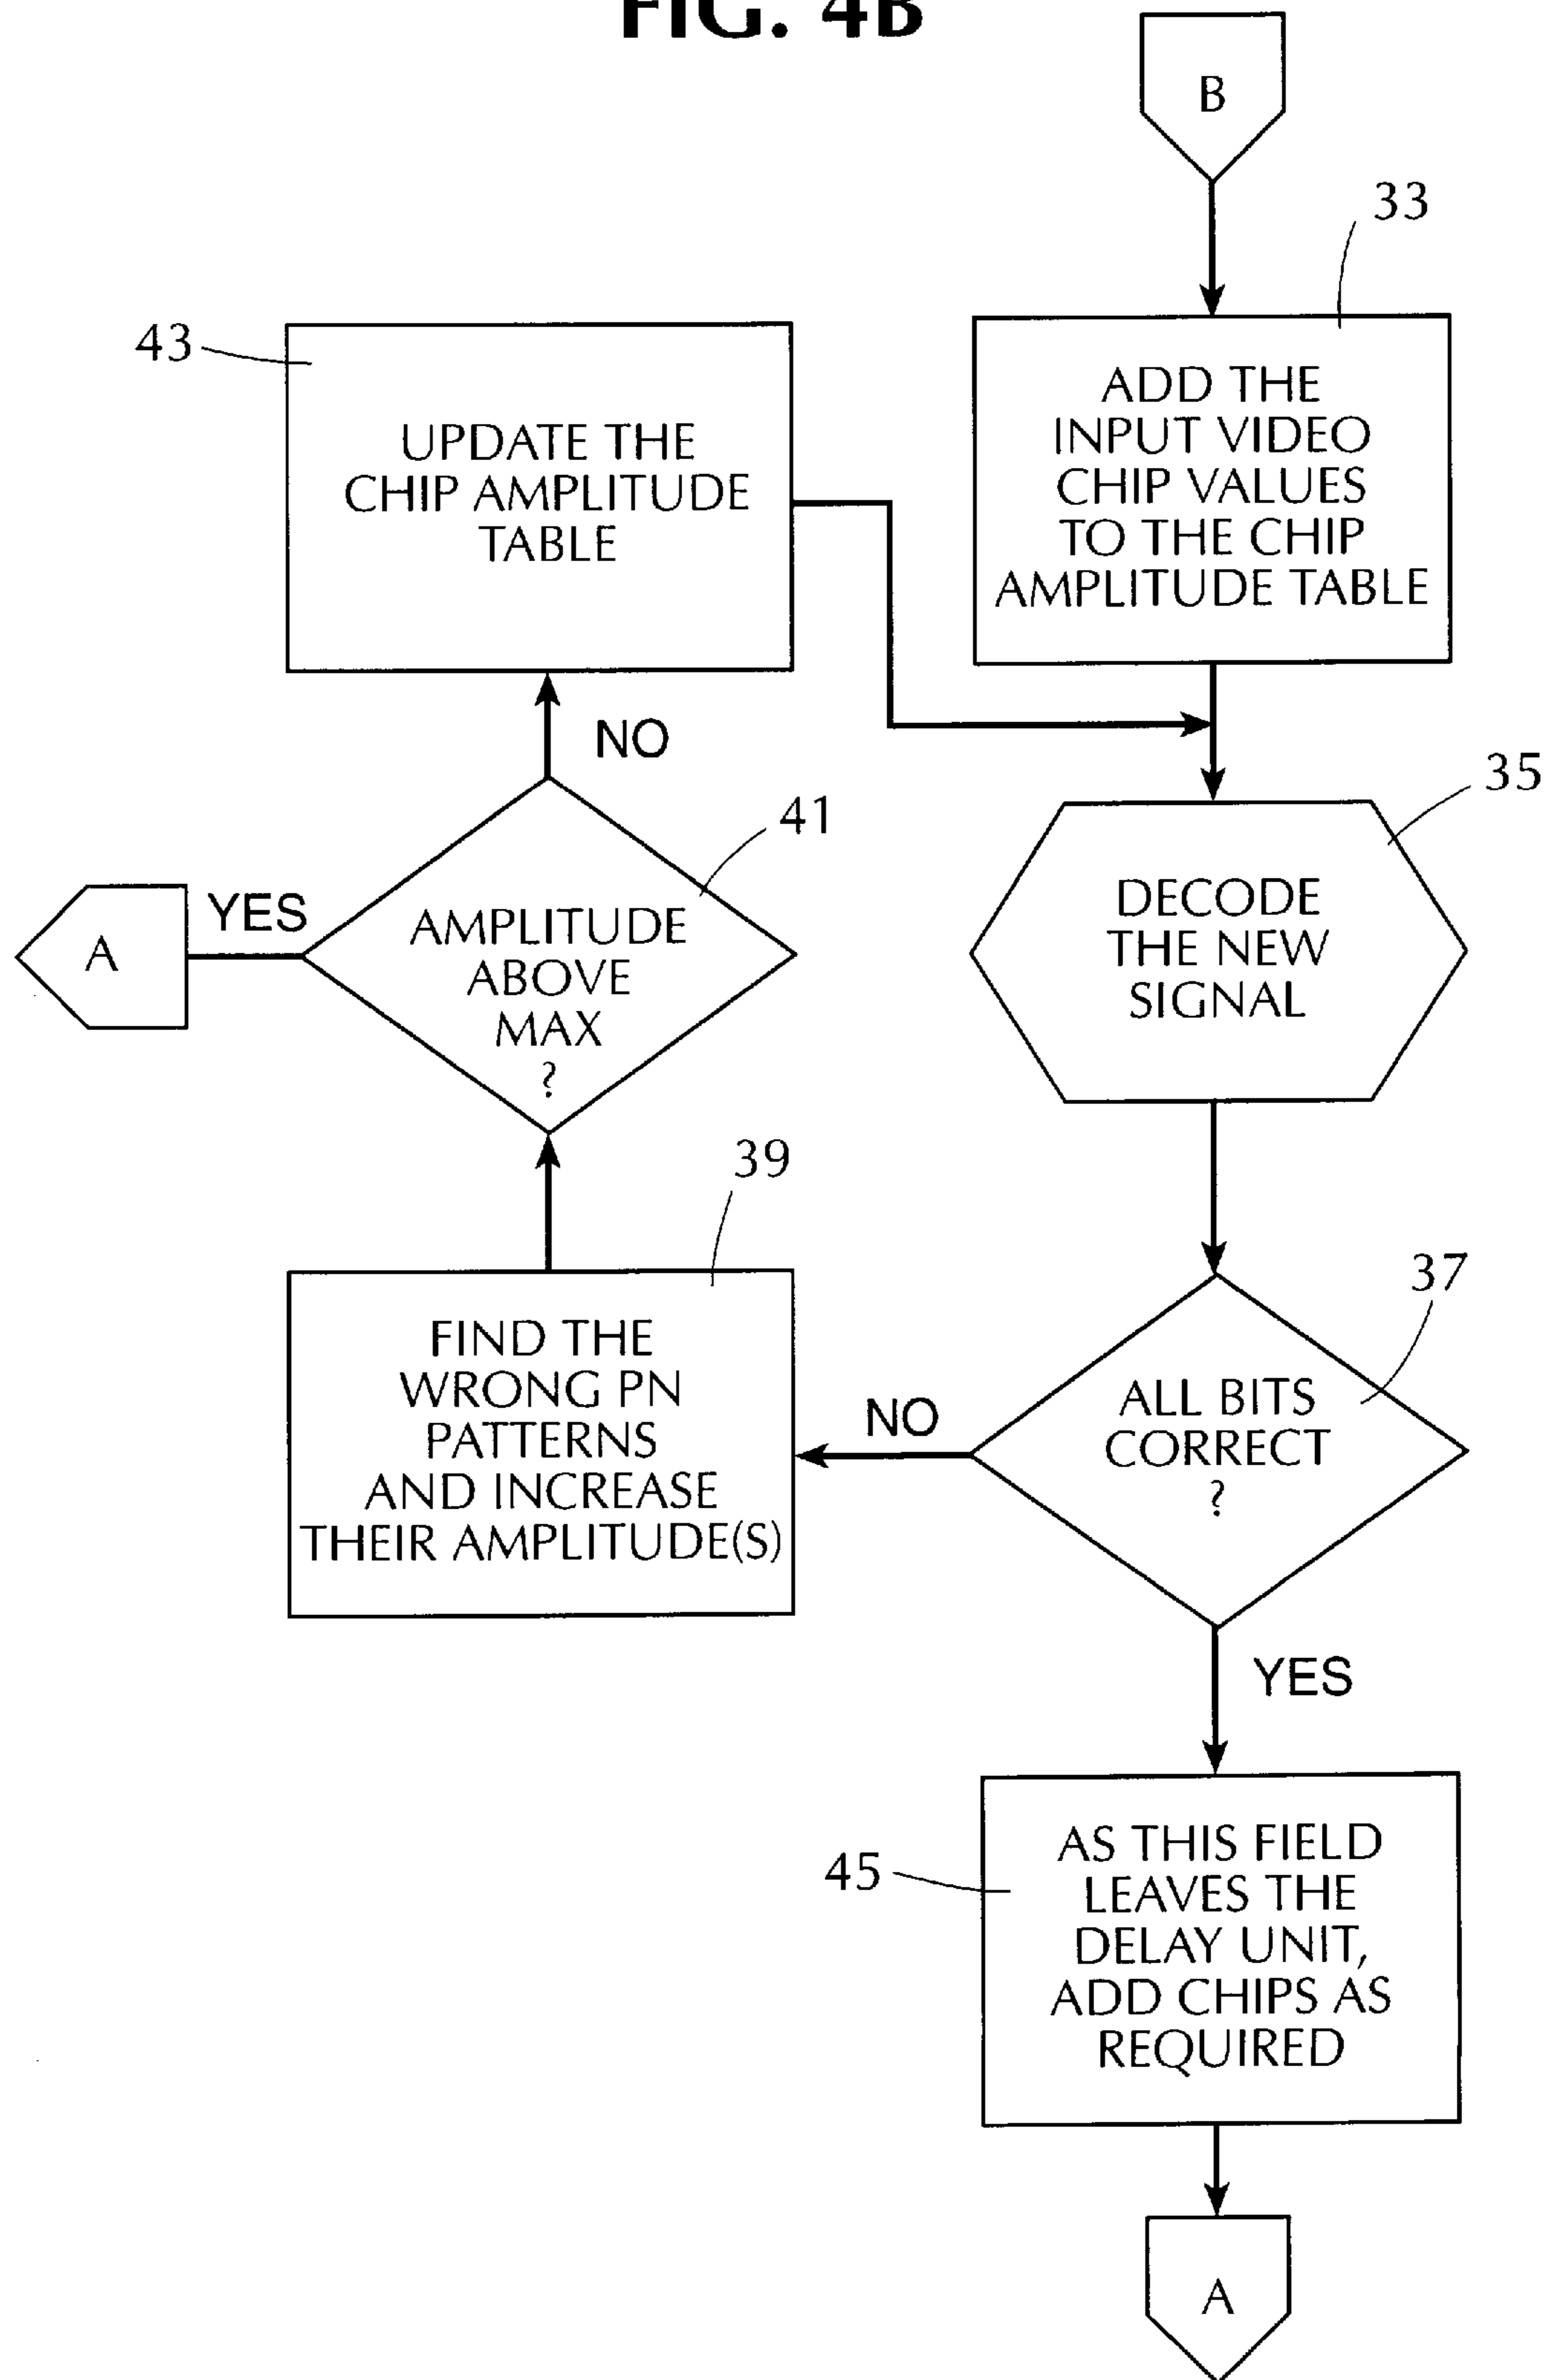 FIG. 4B
B
33
ADD THE
INPUT VIDEO
CHIP VALUES
TO THE CHIP
AMPLITUDE TABLE
43
UPDATE THE
CHIP AMPLITUDE
TABLE
NO
35
DECODE
THE NEW
SIGNAL
41
AMPLITUDE
ABOVE
MAX
?
YES
A
39
FIND THE
WRONG PN
PATTERNS
AND INCREASE
THEIR AMPLITUDE(S)
37
ALL BITS
CORRECT
?
NO
YES
45
AS THIS FIELD
LEAVES THE
DELAY UNIT,
ADD CHIPS AS
REQUIRED
A